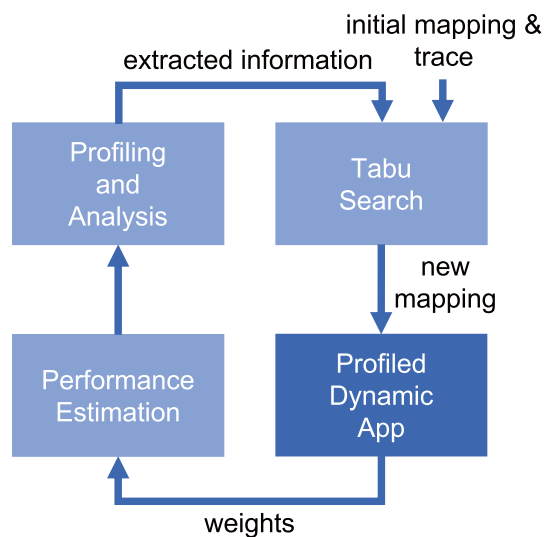 initial mapping &
trace
extracted information
Profiling
and
Analysis
Tabu
Search
new
mapping
Performance
Estimation
Profiled
Dynamic
App
weights